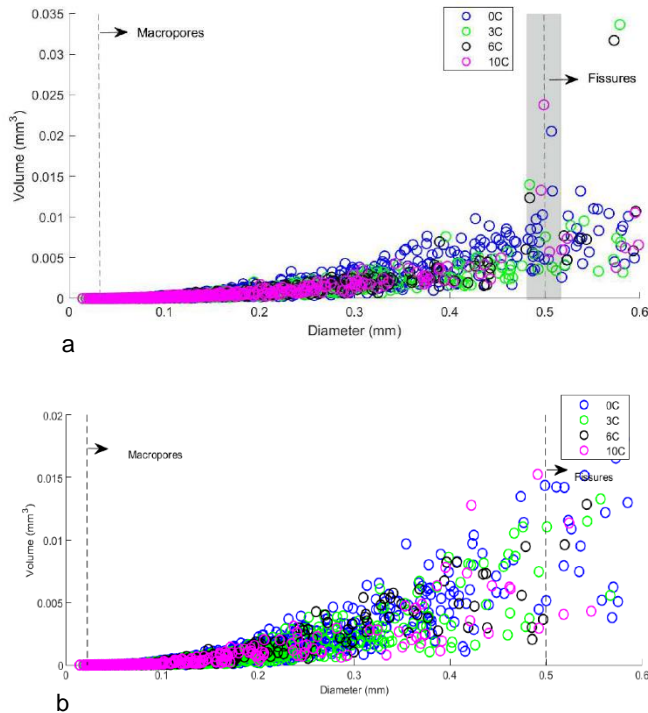 0.035
0C
3C
6C
10C
Macropores
0.03
Fissures
0.025
0.02
0.015
0.01
0.005
0
Volume (mm3)
0 0.1 0.2 0.3 0.4 0.5 0.6
Diameter (mm)
a
0.02
0C
3C
6C
10C
Macropores
Fissures
0.015
0.01
0.005
0
Volume (mm3)
0 0.1 0.2 0.3 0.4 0.5 0.6
Diameter (mm)
b